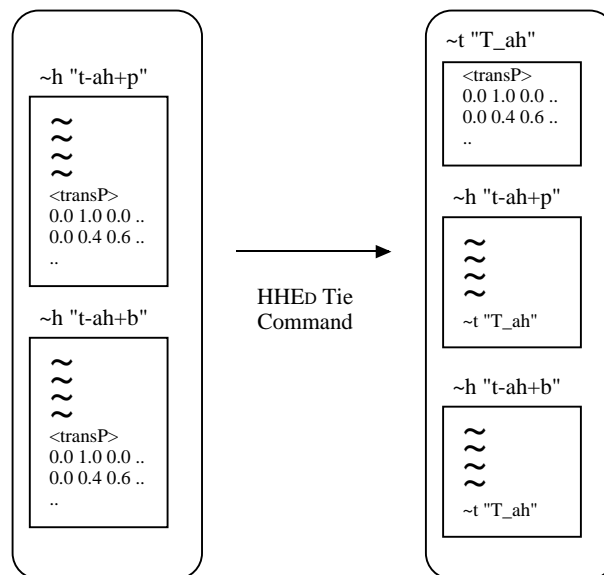 ~h "t-ah+p"
~
~
~
~
<transP>
0.0 1.0 0.0 ..
0.0 0.4 0.6 ..
..
~h "t-ah+b"
~
~
~
~
<transP>
0.0 1.0 0.0 ..
0.0 0.4 0.6 ..
..
HHED Tie
Command
~t "T_ah"
<transP>
0.0 1.0 0.0 ..
0.0 0.4 0.6 ..
..
~h "t-ah+p"
~
~
~
~
~t "T_ah"
~h "t-ah+b"
~
~
~
~
~t "T_ah"